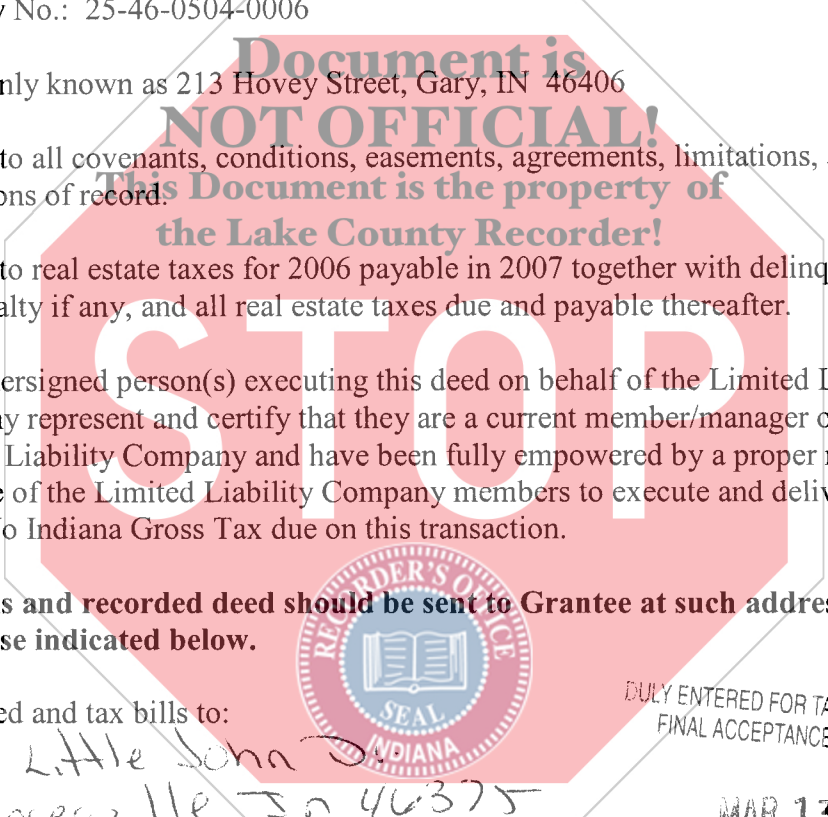 y No.: 25-46-0504-0006
Document is
nly known as 213 Hovey Street, Gary, IN 46406
NOT OFFICIAL!
to all covenants, conditions, easements, agreements, limitations,
This Document is the property of
ons of record.
the Lake County Recorder!
to real estate taxes for 2006 payable in 2007 together with delinq
alty if any, and all real estate taxes due and payable thereafter.
STOP
ersigned person(s) executing this deed on behalf of the Limited L
ny represent and certify that they are a current member/manager o
Liability Company and have been fully empowered by a proper r
e of the Limited Liability Company members to execute and deliv
o Indiana Gross Tax due on this transaction.
RECORDER'S OFFICE
s and recorded deed should be sent to Grantee at such addres
se indicated below.
SEAL
INDIANA
DULY ENTERED FOR TA
FINAL ACCEPTANCE
ed and tax bills to:
Little John Dr.
In 46375
MAR 17